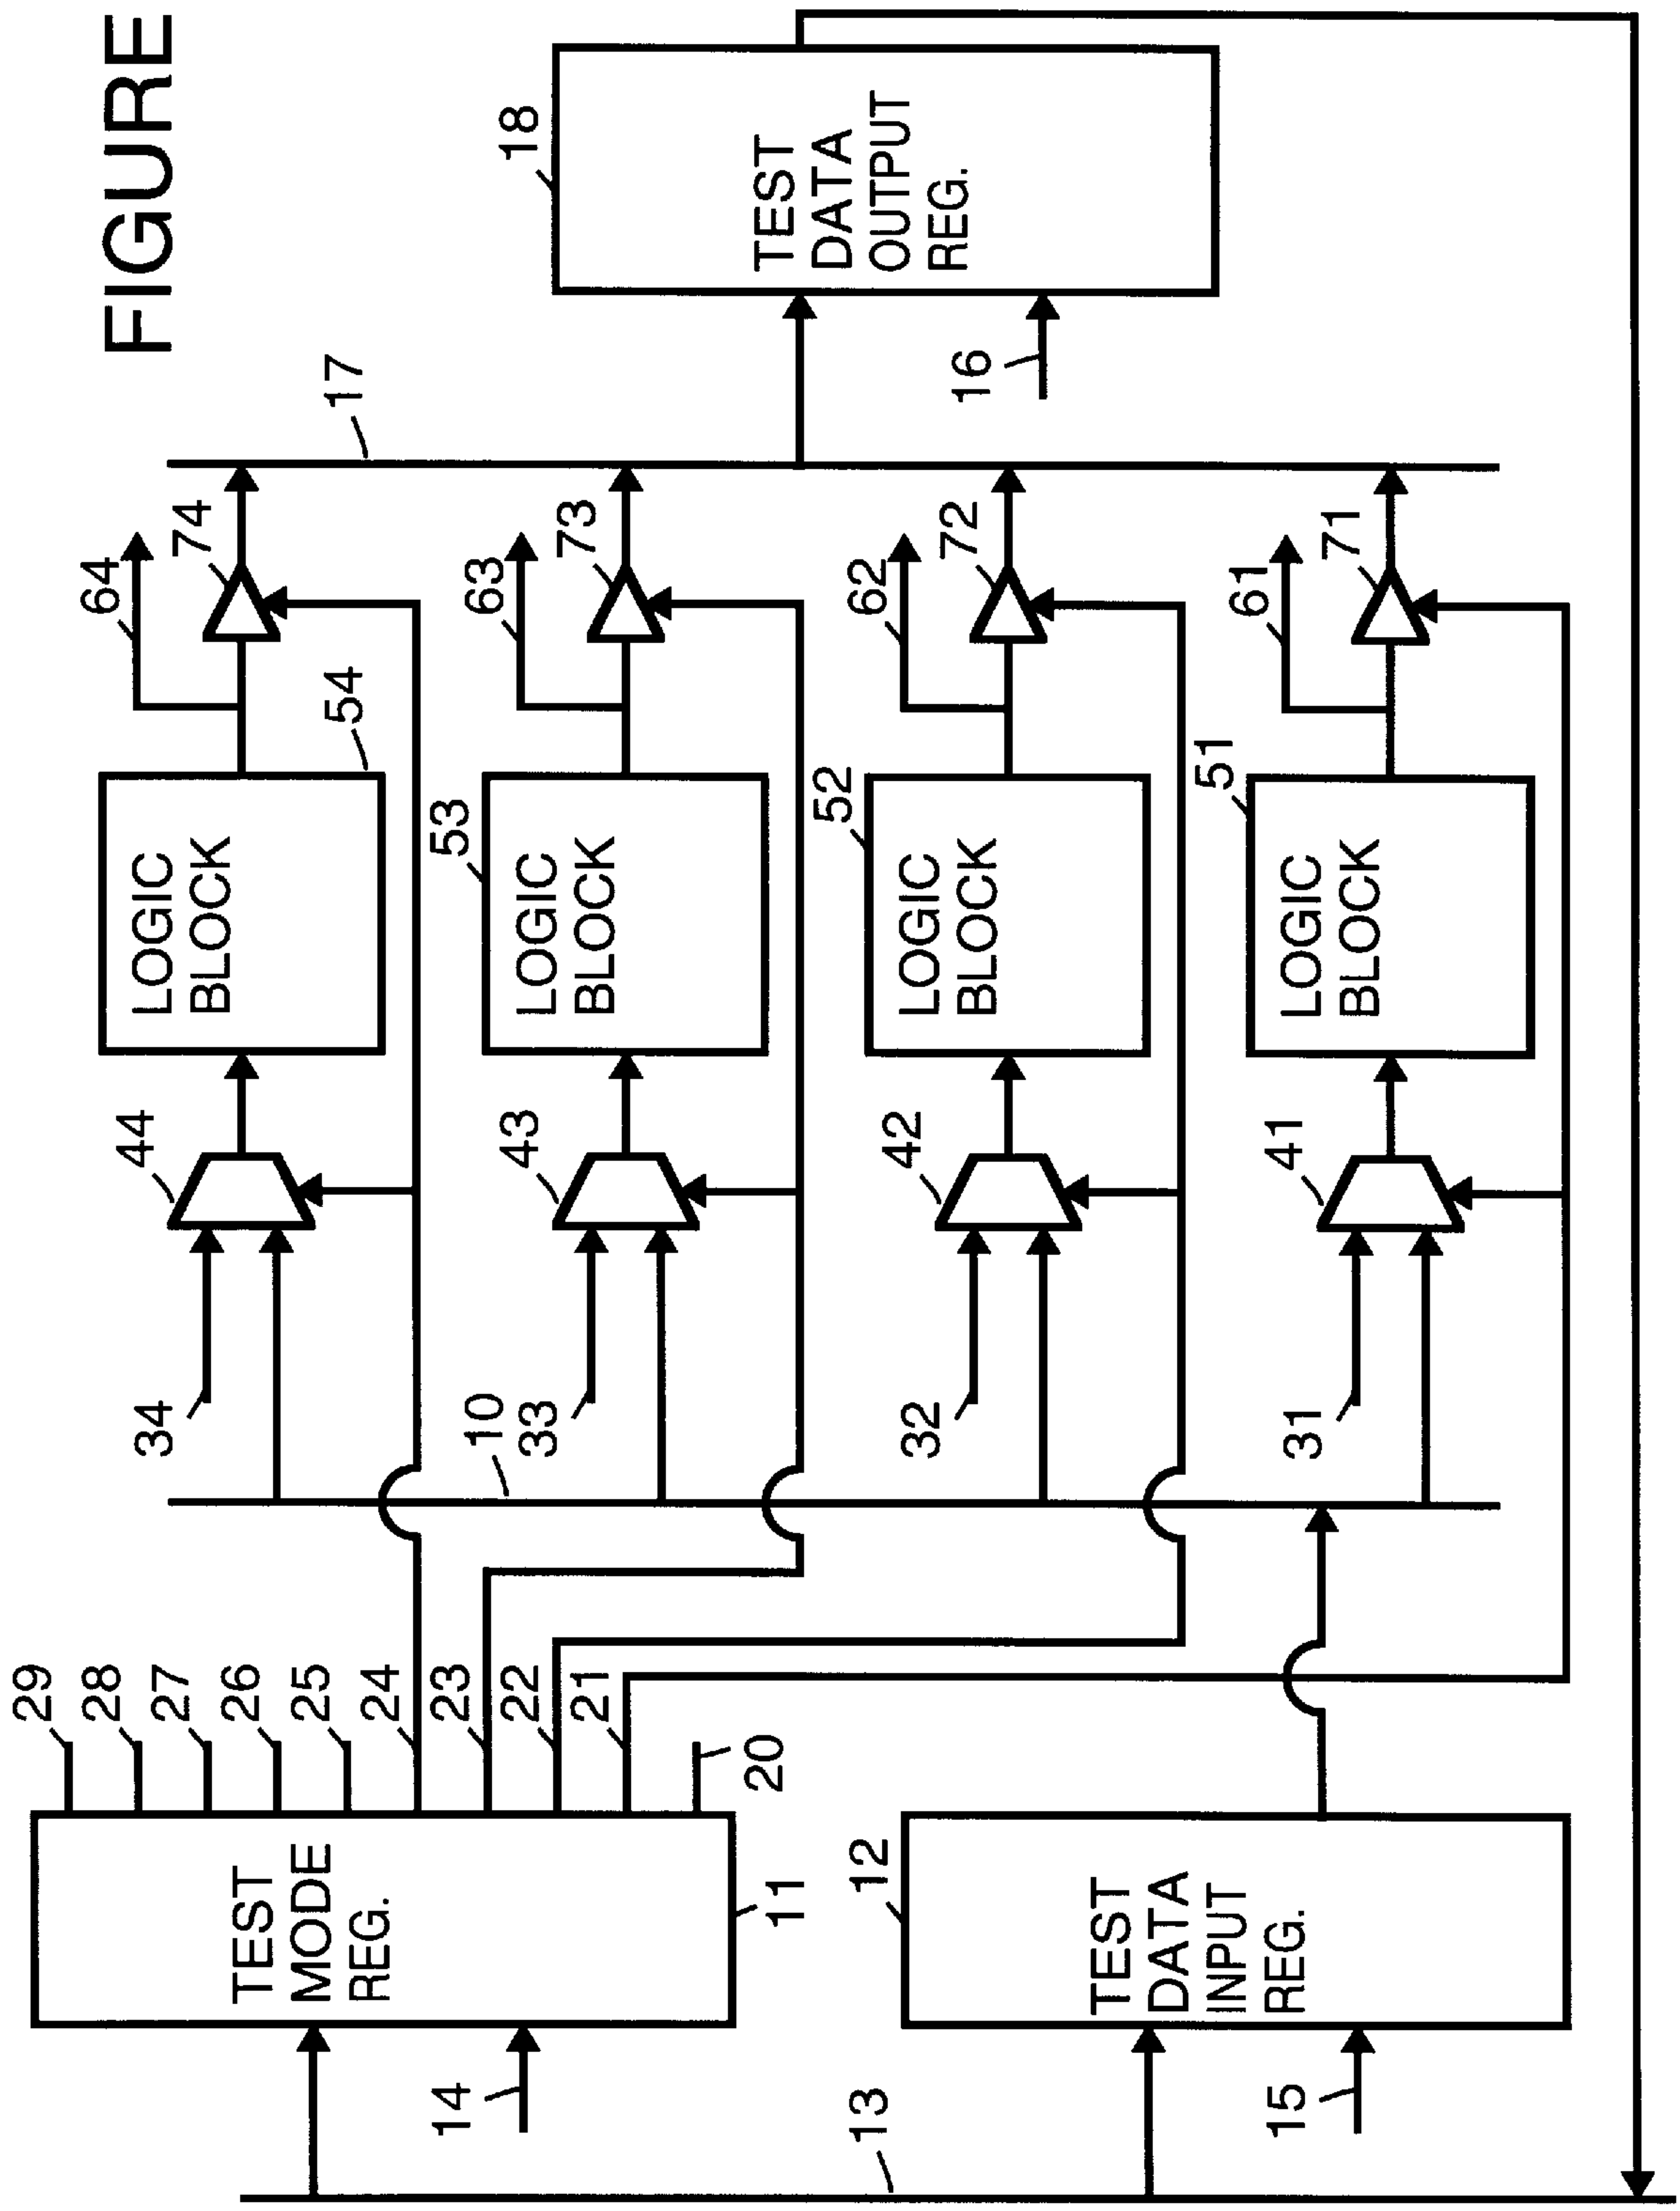 FIGURE
29
28
27
26
25
24
23
22
21
20
TEST
MODE
REG.
11
14
13
TEST
DATA
INPUT
REG.
12
15
10
34
33
32
31
44
43
42
41
LOGIC
BLOCK
54
LOGIC
BLOCK
53
LOGIC
BLOCK
52
LOGIC
BLOCK
51
64
74
63
73
62
72
61
71
17
16
18
TEST
DATA
OUTPUT
REG.